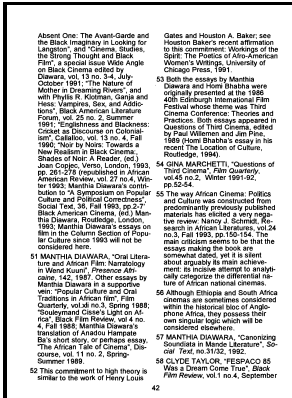 Absent One: The Avant-Garde and
the Black Imaginary in Looking for
Langston", and "Cinema. Studies,
the Strong Thought and Black
Film", a special issue Wide Angle
on Black Cinema edited by
Diawara, vol. 13 no. 3-4, July-
October 1991; "The Nature of
Mother in Dreaming Rivers", and
with Phyllis R. Klotman, Ganja and
Hess: Vampires, Sex, and Addic-
tions", Black American Literature
Forum, vol. 25 no. 2, Summer
1991; "Englishness and Blackness:
Cricket as Discourse on Colonial-
ism", Callaloo, vol. 13 no. 4, Fall
1990; "Noir by Noirs: Towards a
New Realism in Black Cinema:,
Shades of Noir: A Reader, (ed.)
Joan Copjec, Verso, London, 1993,
pp. 261-278 (republished in African
American Review, vol. 27 no.4, Win-
ter 1993; Manthia Diawara's contri-
bution to "A Symposium on Popular
Culture and Political Correctness",
Social Text, 36, Fall 1993, pp.2-7'
Black American Cinema, (ed.) Man-
thia Diawara, Routledge, London,
1993; Manthia Diawara's essays on
film in the Column Section of Popu-
lar Culture since 1993 will not be
considered here.
51 MANTHIA DIAWARA, "Oral Litera-
ture and African Film: Narratology
in Wend Kuuni", Presence Afri-
caine, 142, 1987. Other essays by
Manthia Diawara in a supportive
vein: "Popular Culture and Oral
Traditions in African film", Film
Quarterly, vol.xli no.3, Spring 1988;
"Souleymand Cisse's Light on Af-
rica", Black Film Review, vol 4 no.
4, Fall 1988; Manthia Diawara's
translation of Anadou Hampate
Ba's short story, or perhaps essay.
"The African Tale of Cinema", Dis-
course, vol. 11 no. 2, Spring-
Summer 1989.
52 This commitment to high theory is
similar to the work of Henry Louis
Gates and Houston A. Baker; see
Houston Baker's recent affirmation
to this commitment: Workings of the
Spirit: The Poetics of Afro-American
Women's Writings, University of
Chicago Press, 1991.
53 Both the essays by Manthia
Diawara and Homi Bhabha were
originally presented at the 1986
40th Edinburgh International Film
Festival whose theme was Third
Cinema Conference: Theories and
Practices. Both essays appeared in
Questions of Third Cinema, edited
by Paul Willemen and Jim Pine,
1989 (Homi Bhabha's essay in his
recent The Location of Culture,
Routledge, 1994).
54 GINA MARCHETTI, "Questions of
Third Cinema", Film Quarterly,
vol.45 no.2, Winter 1991-92,
pp.52-54.
55 The way African Cinema: Politics
and Culture was constructed from
predominantly previously published
materials has elicited a very nega-
tive review: Nancy J. Schmidt, Re-
search in African Literatures, vol.24
no.3, Fall 1993, pp.150-154. The
main criticism seems to be that the
essays making the book are
somewhat dated, yet it is silent
about arguably its main achieve-
ment: its incisive attempt to analyti-
cally categorize the differential na-
ture of African national cinemas.
56 Although Ethiopia and South Africa
cinemas are sometimes considered
within the historical bloc of Anglo-
phone Africa, they possess their
own singular logic which will be
considered elsewhere.
57 MANTHIA DIAWARA, "Canonizing
Soundiata in Mande Literature", So-
cial Text, no.31/32, 1992.
58 CLYDE TAYLOR, "FESPACO 85
Was a Dream Come True", Black
Film Review, vol.1 no.4, September
42